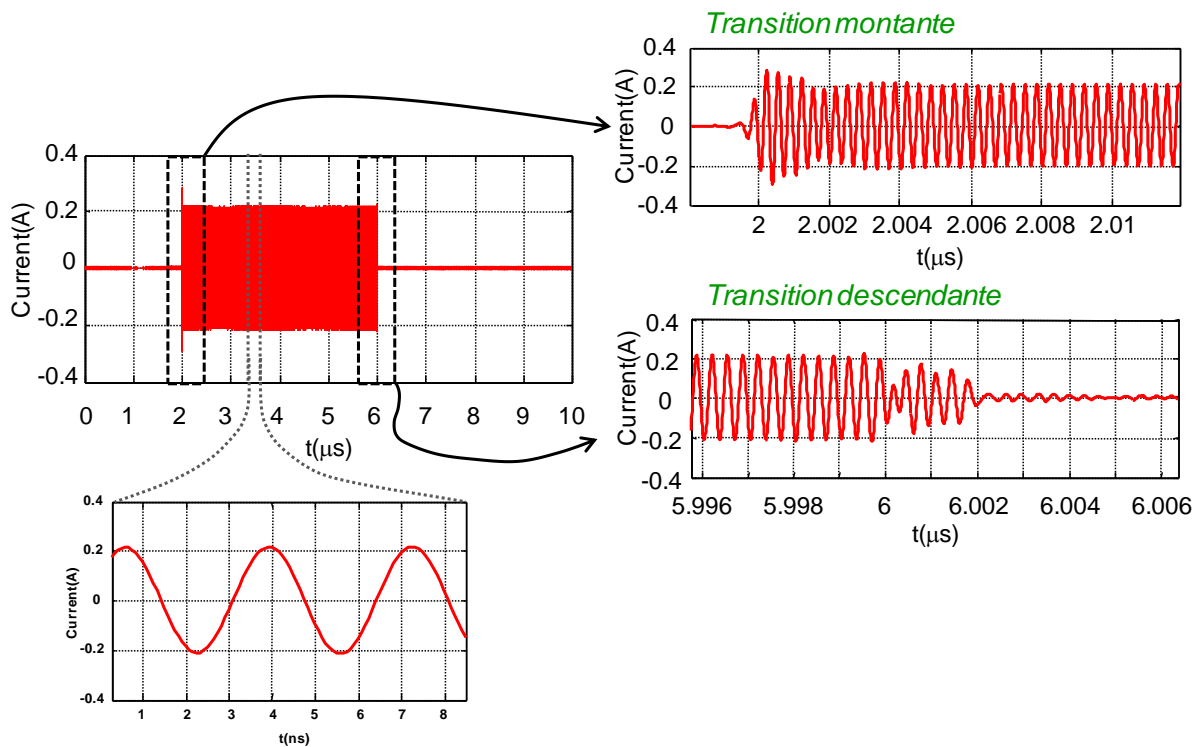 Transition montante
0.4
0.2
0
-0.2
-0.4
Current(A)
2
2.002
2.004
2.006
2.008
2.01
t(μs)
0.4
0.2
0
-0.2
-0.4
Current(A)
0 1 2 3 4 5 6 7 8 9 10
t(μs)
Transition descendante
0.4
0.2
0
-0.2
-0.4
Current(A)
5.996
5.998
6
6.002
6.004
6.006
t(μs)
0.4
0.2
0
-0.2
-0.4
Current(A)
1 2 3 4 5 6 7 8
t(ns)